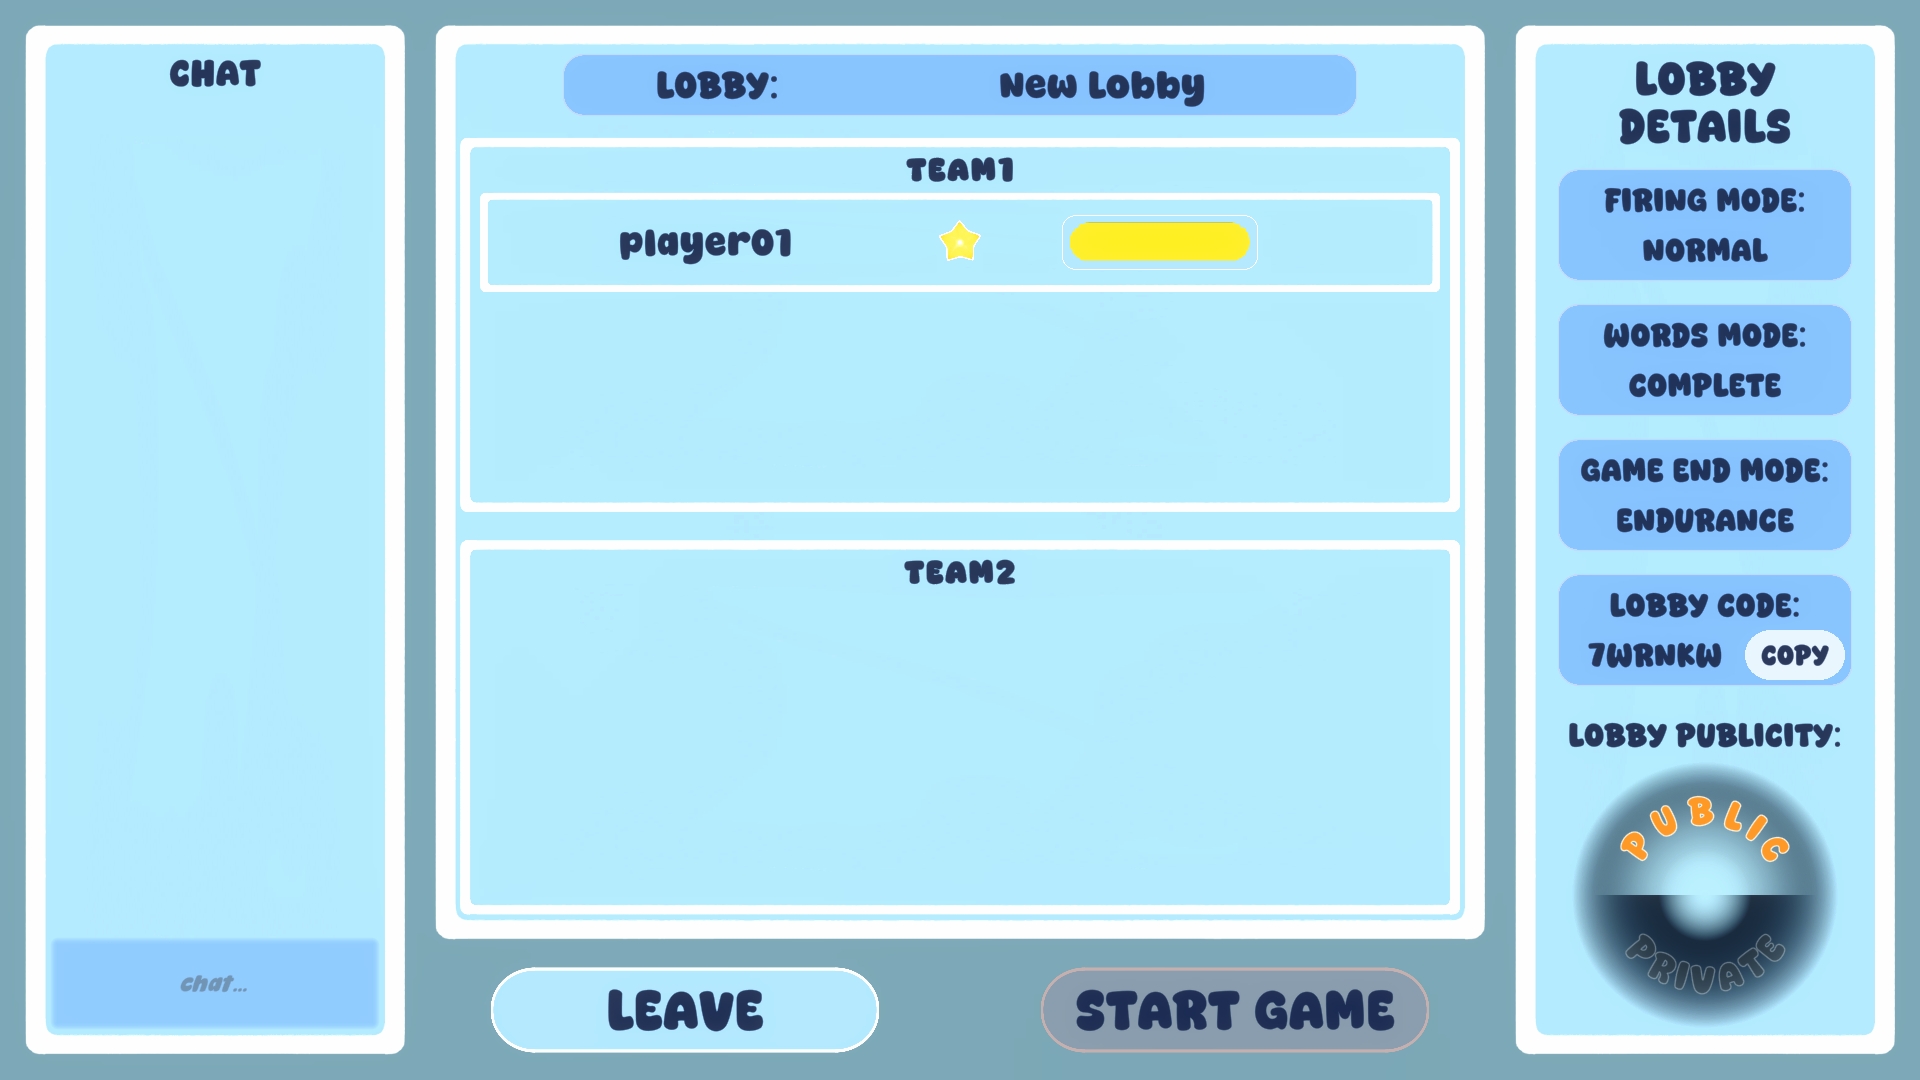 CHAT
chat...
LOBBY: New Lobby
TEAM1
player01
TEAM2
LEAVE
START GAME
LOBBY
DETAILS
FIRING MODE:
NORMAL
WORDS MODE:
COMPLETE
GAME END MODE:
ENDURANCE
LOBBY CODE:
7WRNKW COPY
LOBBY PUBLICITY:
PUBLIC
PRIVATE